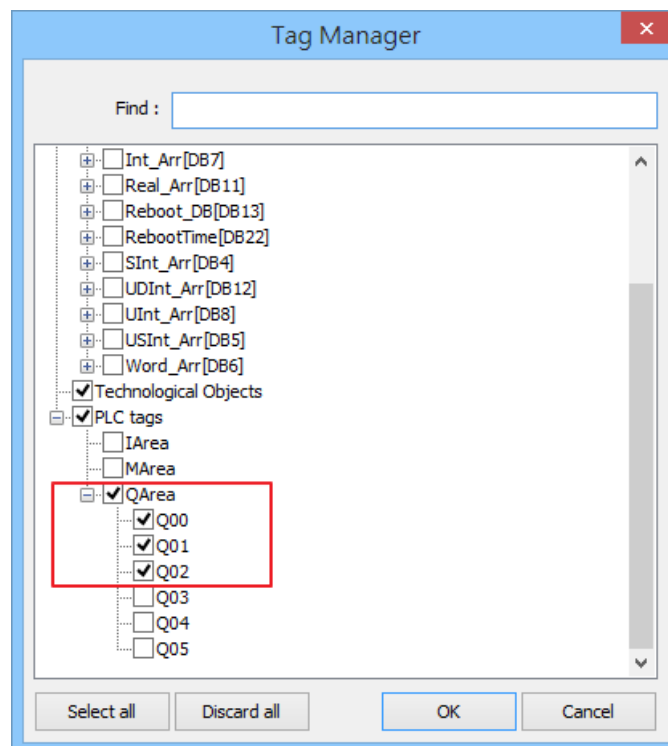 Tag Manager
Find :
Int_Arr[DB7]
Real_Arr[DB11]
Reboot_DB[DB13]
RebootTime[DB22]
SInt_Arr[DB4]
UDInt_Arr[DB12]
UInt_Arr[DB8]
USInt_Arr[DB5]
Word_Arr[DB6]
Technological Objects
PLC tags
IArea
MArea
QArea
Q00
Q01
Q02
Q03
Q04
Q05
Select all Discard all OK Cancel